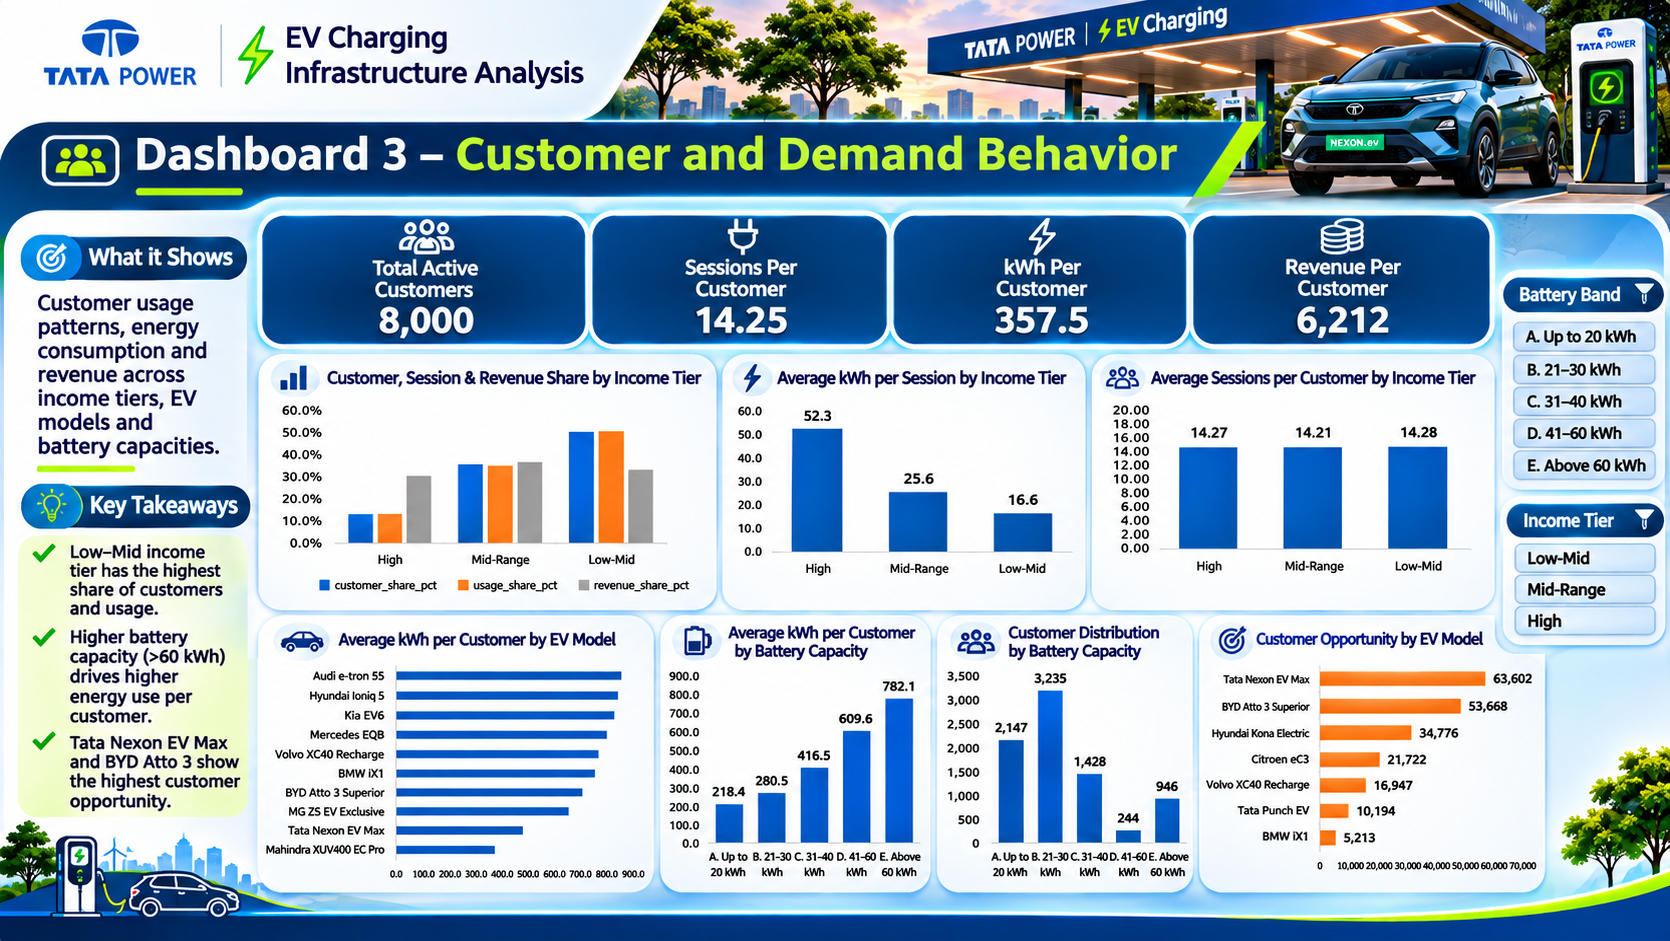 TATA POWER
EV Charging
Infrastructure Analysis
TATA POWER | EV Charging
TATA POWER
NEXON.ev
Dashboard 3 – Customer and Demand Behavior
What it Shows
Customer usage
patterns, energy
consumption and
revenue across
income tiers, EV
models and
battery capacities.
Key Takeaways
Low–Mid income
tier has the highest
share of customers
and usage.
Higher battery
capacity (>60 kWh)
drives higher
energy use per
customer.
Tata Nexon EV Max
and BYD Atto 3 show
the highest customer
opportunity.
Total Active
Customers
8,000
Sessions Per
Customer
14.25
kWh Per
Customer
357.5
Revenue Per
Customer
6,212
Battery Band
A. Up to 20 kWh
B. 21–30 kWh
C. 31–40 kWh
D. 41–60 kWh
E. Above 60 kWh
Income Tier
Low-Mid
Mid-Range
High
Customer, Session & Revenue Share by Income Tier
60.0%
50.0%
40.0%
30.0%
20.0%
10.0%
0.0%
High Mid-Range Low-Mid
customer_share_pct usage_share_pct revenue_share_pct
Average kWh per Session by Income Tier
60.0
50.0
40.0
30.0
20.0
10.0
0.0
52.3
25.6
16.6
High Mid-Range Low-Mid
Average Sessions per Customer by Income Tier
20.00
18.00
16.00
14.00
12.00
10.00
8.00
6.00
4.00
2.00
0.00
14.27 14.21 14.28
High Mid-Range Low-Mid
Average kWh per Customer by EV Model
Audi e-tron 55
Hyundai Ioniq 5
Kia EV6
Mercedes EQB
Volvo XC40 Recharge
BMW iX1
BYD Atto 3 Superior
MG ZS EV Exclusive
Tata Nexon EV Max
Mahindra XUV400 EC Pro
0.0 100.0 200.0 300.0 400.0 500.0 600.0 700.0 800.0 900.0
Average kWh per Customer
by Battery Capacity
900.0
800.0
700.0
600.0
500.0
400.0
300.0
200.0
100.0
0.0
218.4
280.5
416.5
609.6
782.1
A. Up to B. 21–30 C. 31–40 D. 41–60 E. Above
20 kWh kWh kWh kWh 60 kWh
Customer Distribution
by Battery Capacity
3,500
3,000
2,500
2,000
1,500
1,000
500
0
2,147
3,235
1,428
244
946
A. Up to B. 21–30 C. 31–40 D. 41–60 E. Above
20 kWh kWh kWh kWh 60 kWh
Customer Opportunity by EV Model
Tata Nexon EV Max 63,602
BYD Atto 3 Superior 53,668
Hyundai Kona Electric 34,776
Citroen eC3 21,722
Volvo XC40 Recharge 16,947
Tata Punch EV 10,194
BMW iX1 5,213
0 10,000 20,000 30,000 40,000 50,000 60,000 70,000